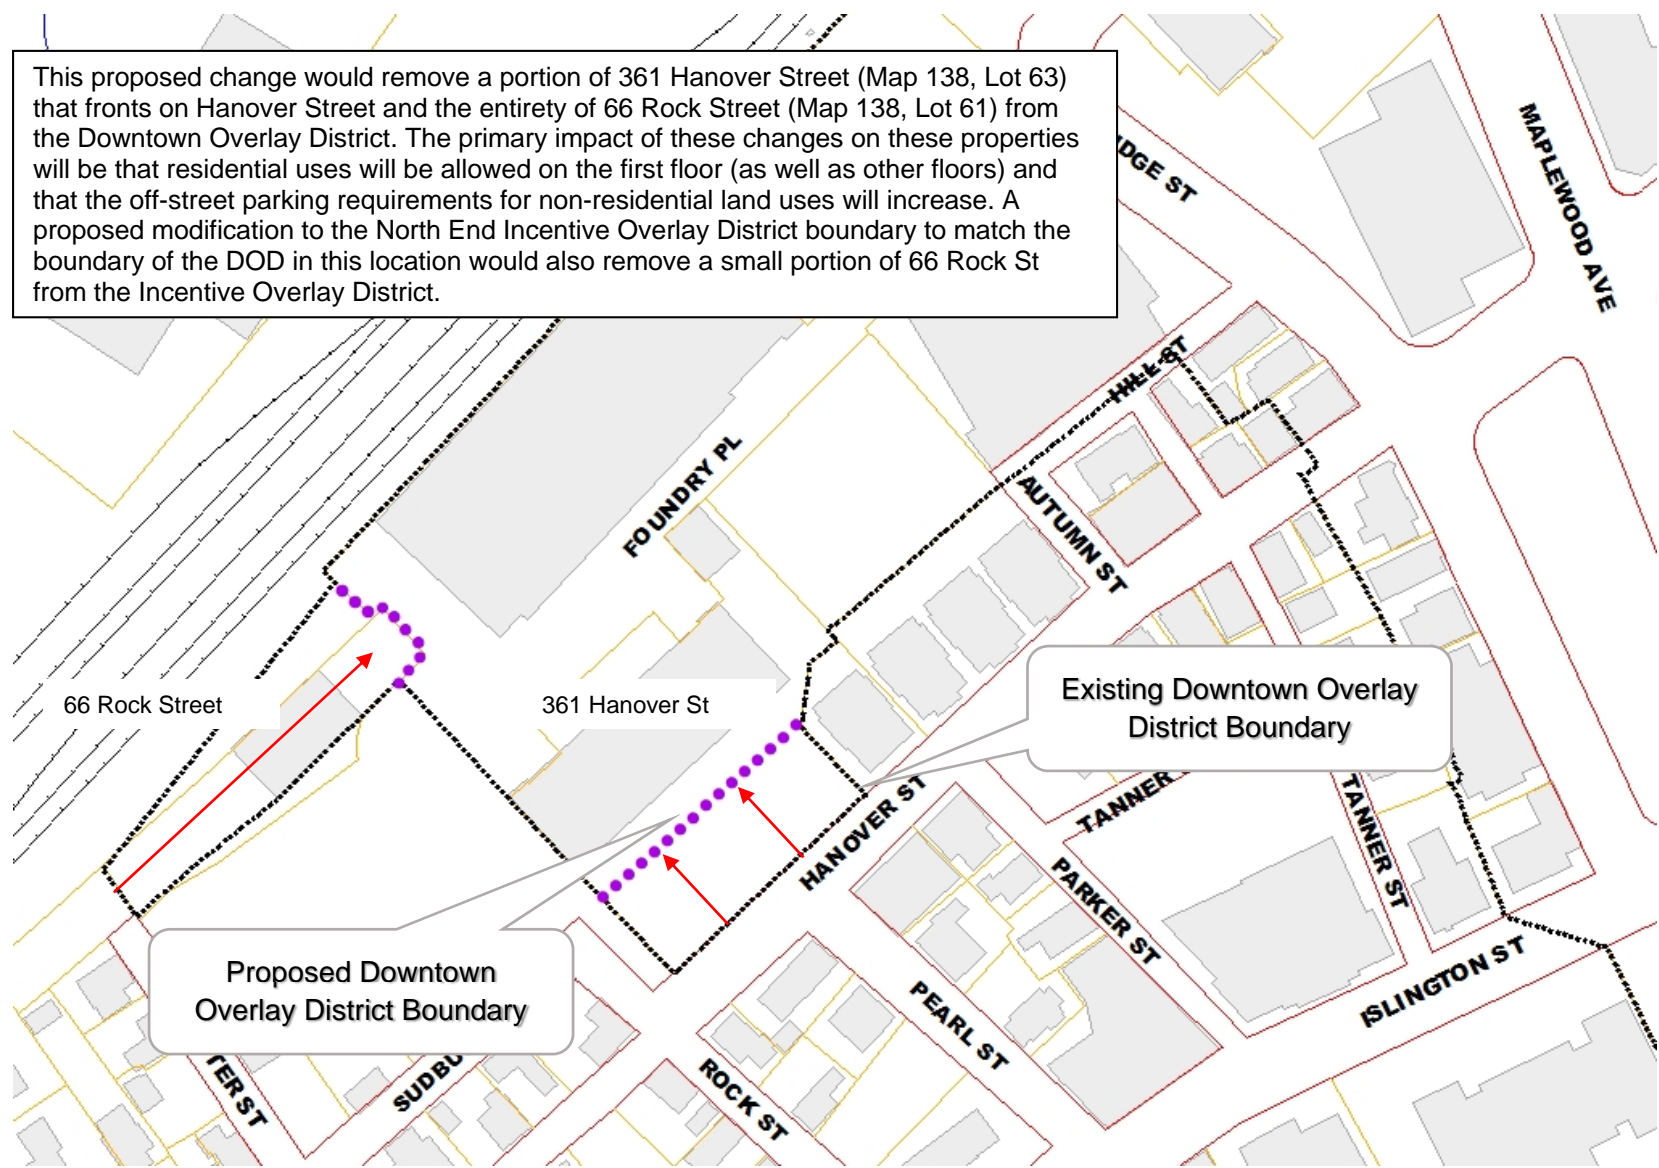 This proposed change would remove a portion of 361 Hanover Street (Map 138, Lot 63)
that fronts on Hanover Street and the entirety of 66 Rock Street (Map 138, Lot 61) from
the Downtown Overlay District. The primary impact of these changes on these properties
will be that residential uses will be allowed on the first floor (as well as other floors) and
that the off-street parking requirements for non-residential land uses will increase. A
proposed modification to the North End Incentive Overlay District boundary to match the
boundary of the DOD in this location would also remove a small portion of 66 Rock St
from the Incentive Overlay District.
DGE ST
MAPLEWOOD AVE
HILL ST
FOUNDRY PL
AUTUMN ST
66 Rock Street
361 Hanover St
Existing Downtown Overlay
District Boundary
HANOVER ST
TANNER
TANNER ST
PARKER ST
Proposed Downtown
Overlay District Boundary
ISLINGTON ST
PEARL ST
SUDBU
TER ST
ROCK ST